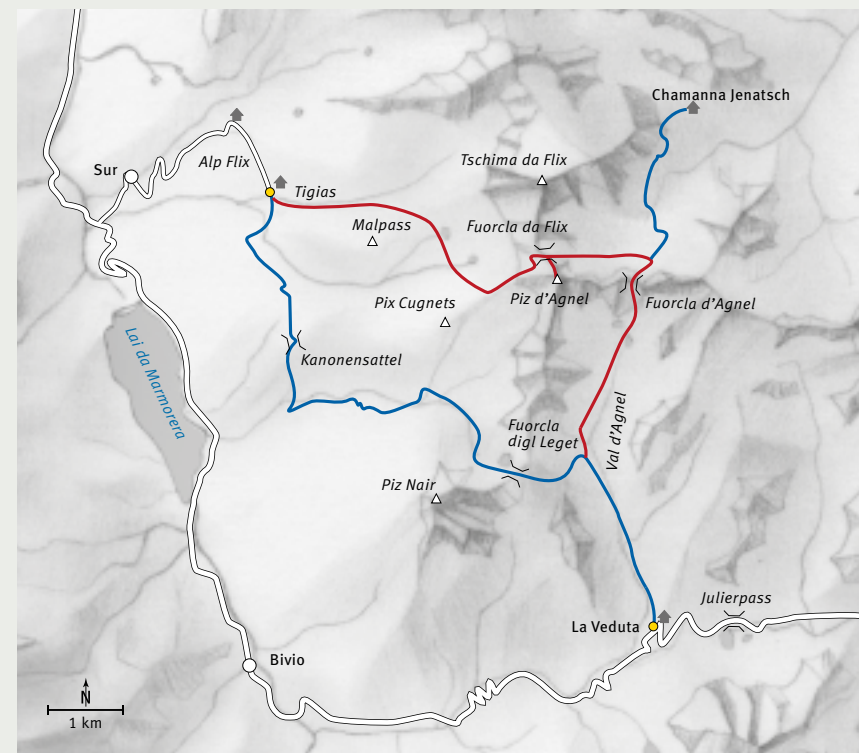 Chamanna Jenatsch
Sur
Alp Flix
Tschima da Flix
Tigias
Malpass
Fuorcla da Flix
Pix Cugnets
Piz d’Agnel
Fuorcla d’Agnel
Lai da Marmorera
Kanonensattel
Fuorcla
digl Leget
Val d’Agnel
Piz Nair
Julierpass
La Veduta
Bivio
N
1 km